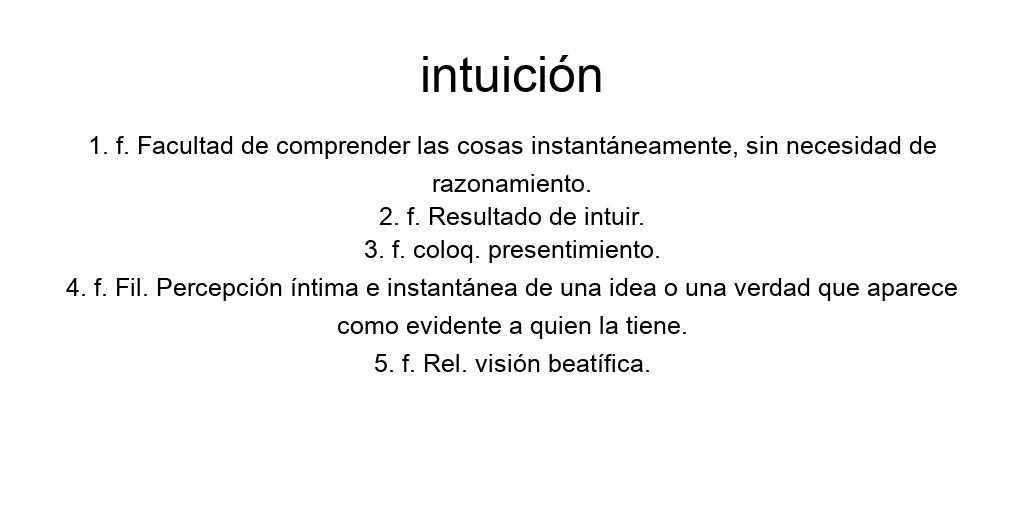 intuición
1. f. Facultad de comprender las cosas instantáneamente, sin necesidad de
razonamiento.
2. f. Resultado de intuir.
3. f. coloq. presentimiento.
4. f. Fil. Percepción íntima e instantánea de una idea o una verdad que aparece
como evidente a quien la tiene.
5. f. Rel. visión beatífica.